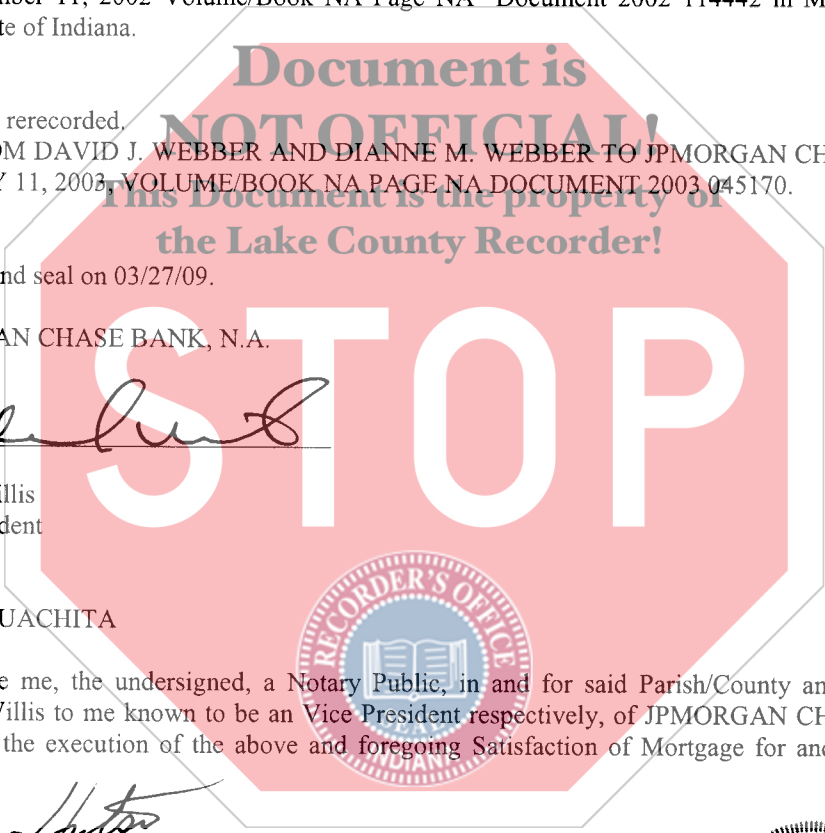 ber 11, 2002 Volume/Book NA Page NA Document 2002 114442 in M
te of Indiana.
Document is
NOT OFFICIAL!
rerecorded.
OM DAVID J. WEBBER AND DIANNE M. WEBBER TO JPMORGAN CH
Y 11, 2003, VOLUME/BOOK NA PAGE NA DOCUMENT 2003 045170.
This Document is the property of
the Lake County Recorder!
nd seal on 03/27/09.
AN CHASE BANK, N.A.
STOP
illis
dent
RECORDER'S OFFICE
SEAL
INDIANA
UACHITA
e me, the undersigned, a Notary Public, in and for said Parish/County an
Willis to me known to be an Vice President respectively, of JPMORGAN CH
the execution of the above and foregoing Satisfaction of Mortgage for and